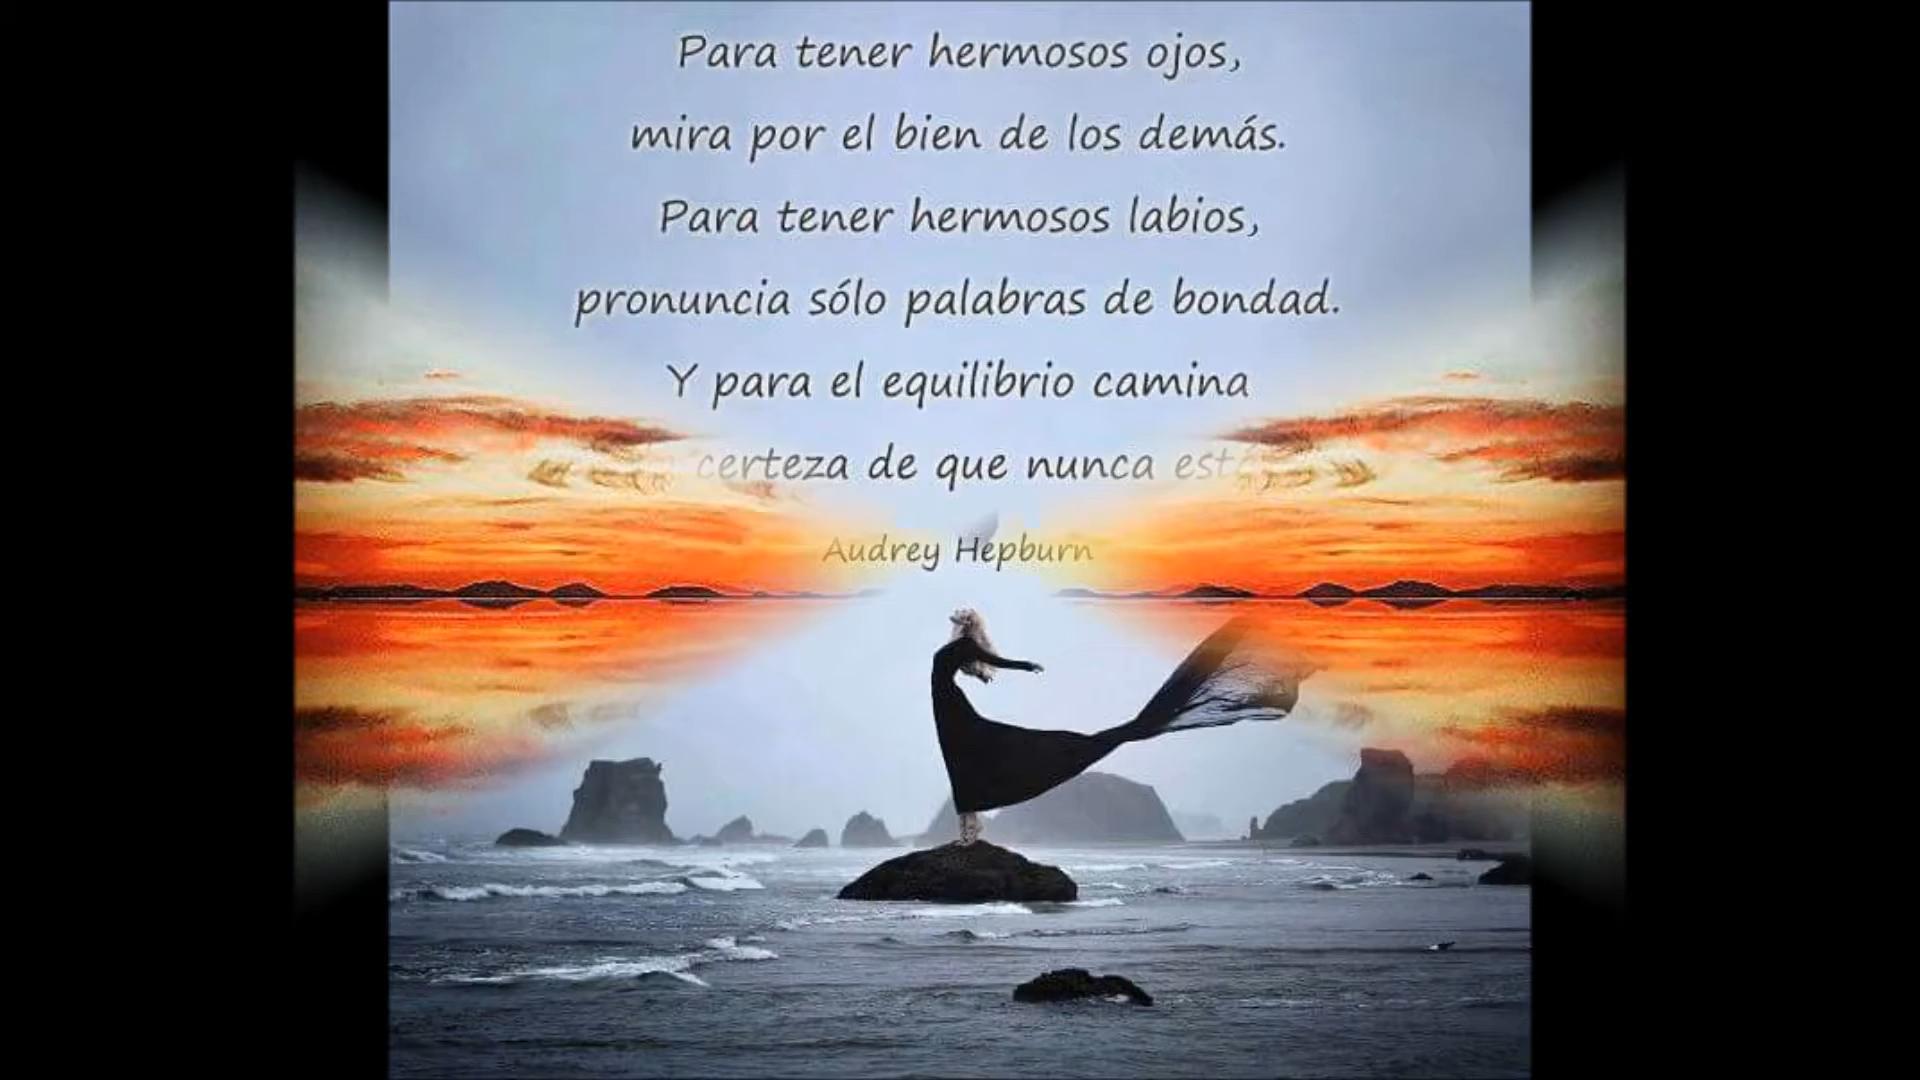 Para tener hermosos ojos,
mira por el bien de los demás.
Para tener hermosos labios,
pronuncia sólo palabras de bondad.
Y para el equilibrio camina
certeza de que nunca
Audrey Hepburn